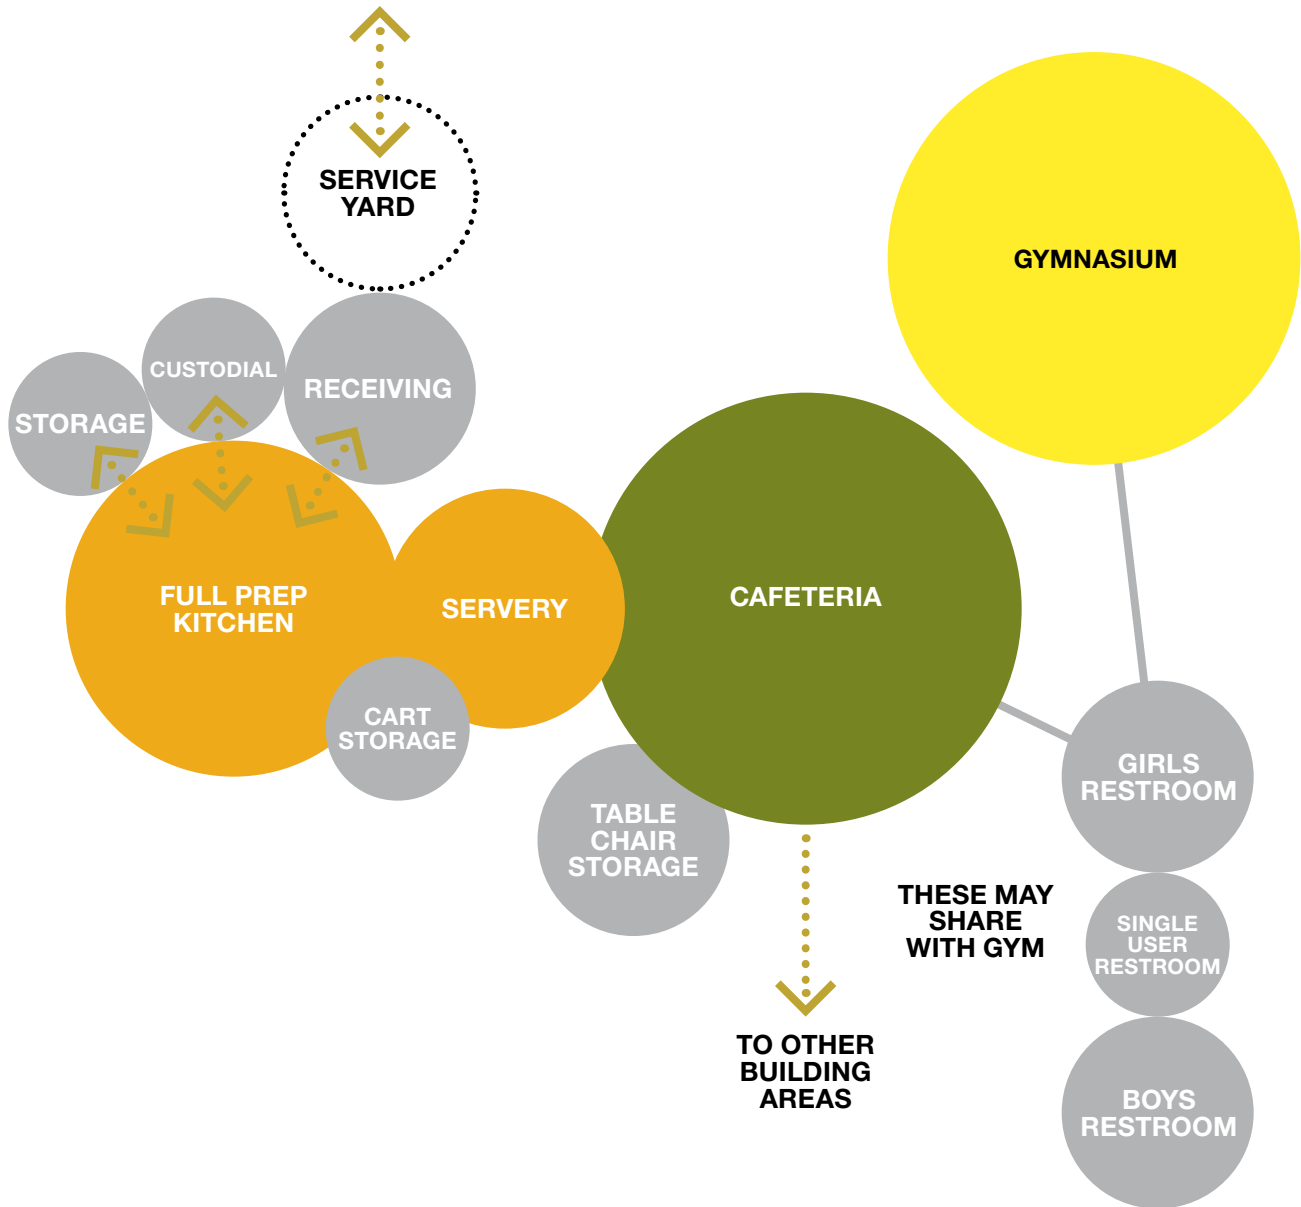 SERVICE
YARD
GYMNASIUM
CUSTODIAL
RECEIVING
STORAGE
FULL PREP
KITCHEN
SERVERY
CAFETERIA
CART
STORAGE
TABLE
CHAIR
STORAGE
GIRLS
RESTROOM
THESE MAY
SHARE
WITH GYM
SINGLE
USER
RESTROOM
TO OTHER
BUILDING
AREAS
BOYS
RESTROOM